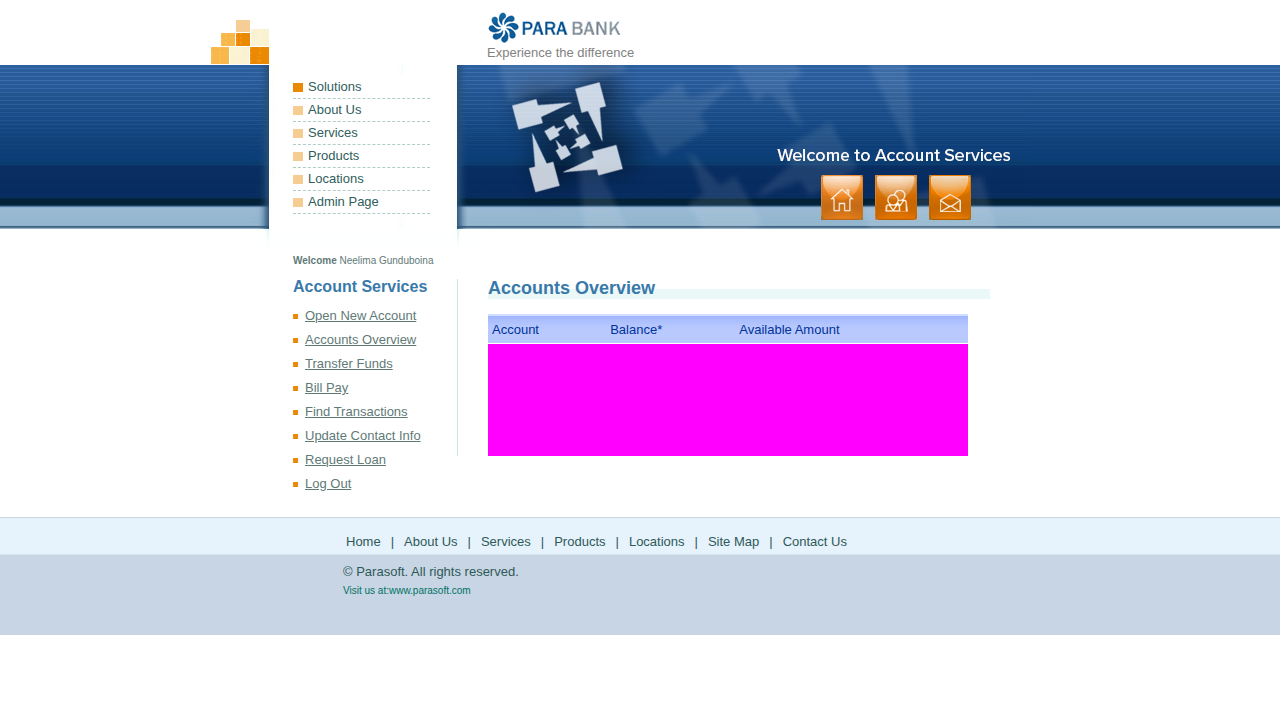 PARA BANK
Experience the difference
Solutions
About Us
Services
Products
Locations
Admin Page
Welcome to Account Services
Welcome Neelima Gunduboina
Account Services
Open New Account
Accounts Overview
Transfer Funds
Bill Pay
Find Transactions
Update Contact Info
Request Loan
Log Out
Accounts Overview
Account Balance* Available Amount
Home | About Us | Services | Products | Locations | Site Map | Contact Us
© Parasoft. All rights reserved.
Visit us at:www.parasoft.com